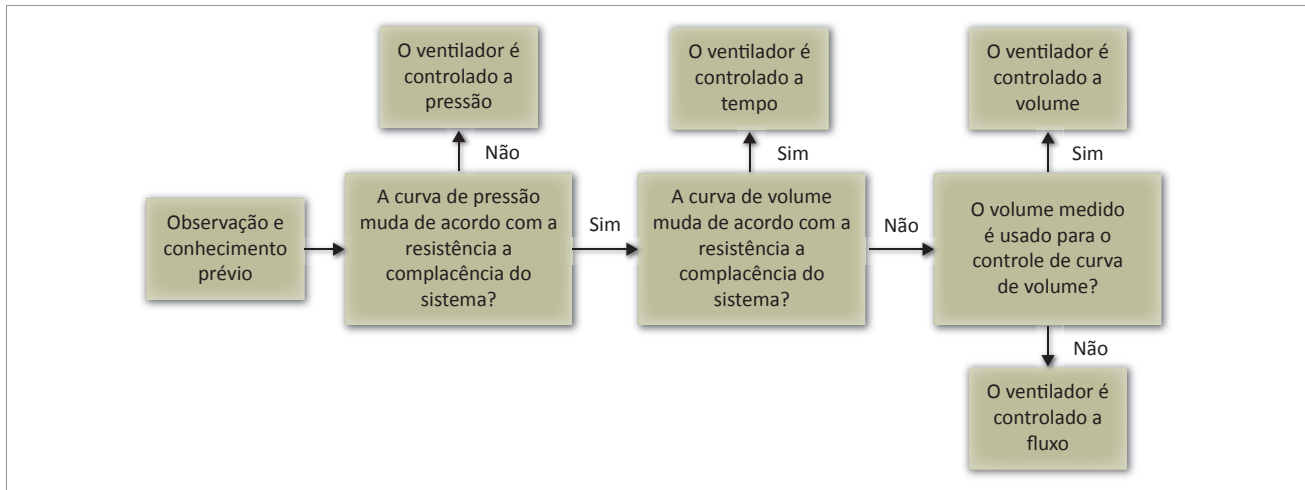 O ventilador é
controlado a
pressão
O ventilador é
controlado a
tempo
O ventilador é
controlado a
volume
Não
Sim
Sim
Observação e
conhecimento
prévio
A curva de pressão
muda de acordo com a
resistência a
complacência do
sistema?
Sim
A curva de volume
muda de acordo com a
resistência a
complacência do
sistema?
Não
O volume medido
é usado para o
controle de curva
de volume?
Não
O ventilador é
controlado a
fluxo